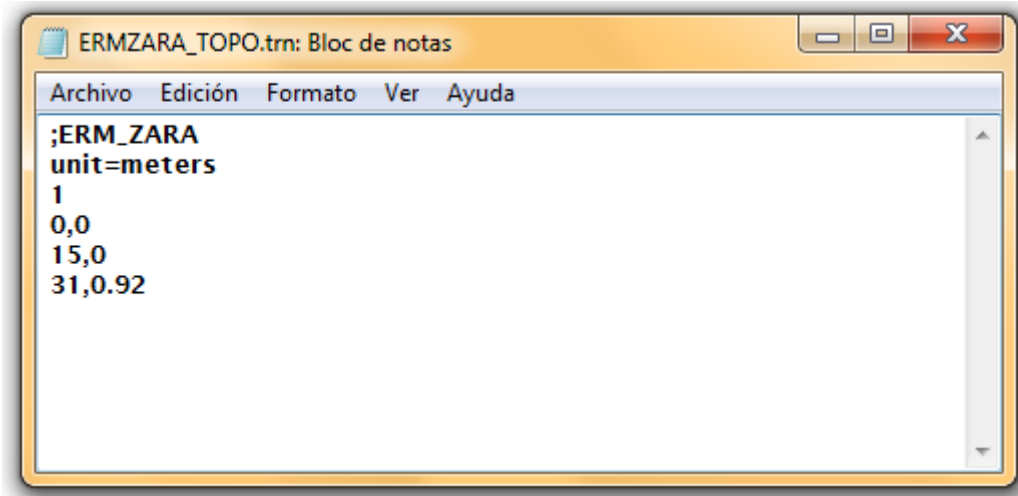 ERMZARA_TOPO.trn: Bloc de notas
Archivo Edición Formato Ver Ayuda
;ERM_ZARA
unit=meters
1
0,0
15,0
31,0.92